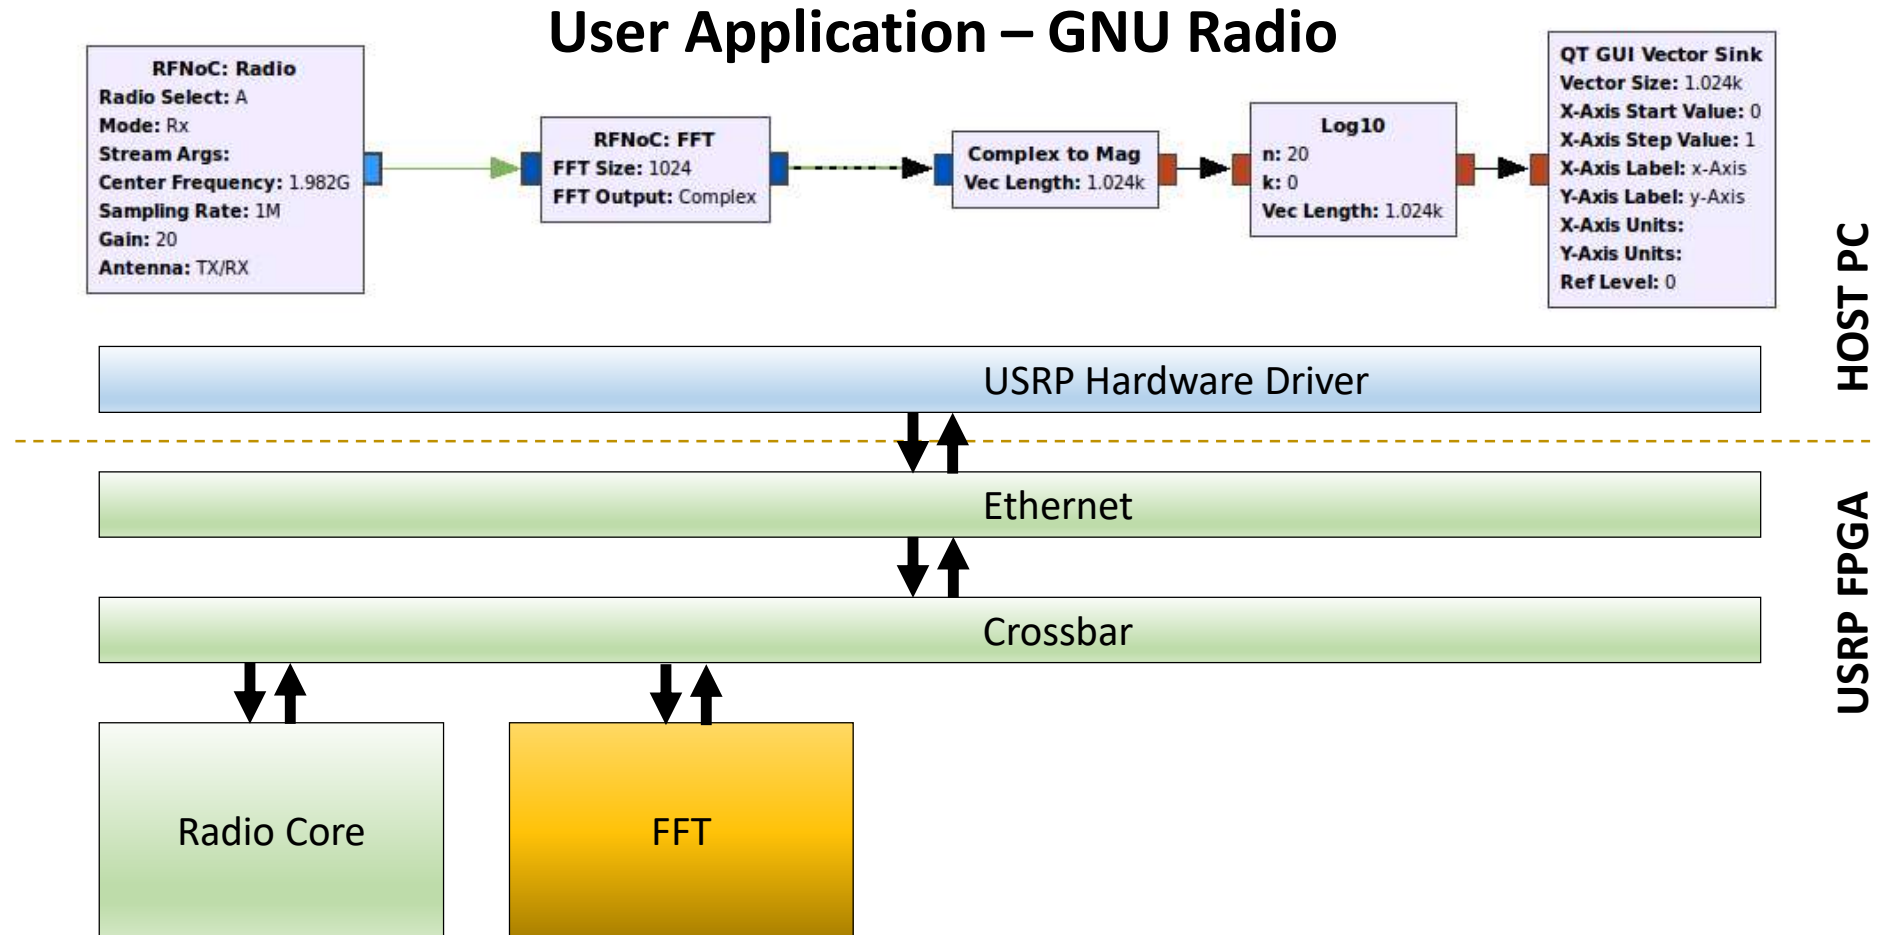 User Application – GNU Radio
RFNoC: Radio
Radio Select: A
Mode: Rx
Stream Args:
Center Frequency: 1.982G
Sampling Rate: 1M
Gain: 20
Antenna: TX/RX
RFNoC: FFT
FFT Size: 1024
FFT Output: Complex
Complex to Mag
Vec Length: 1.024k
Log10
n: 20
k: 0
Vec Length: 1.024k
QT GUI Vector Sink
Vector Size: 1.024k
X-Axis Start Value: 0
X-Axis Step Value: 1
X-Axis Label: x-Axis
Y-Axis Label: y-Axis
X-Axis Units:
Y-Axis Units:
Ref Level: 0
HOST PC
USRP Hardware Driver
Ethernet
Crossbar
USRP FPGA
Radio Core
FFT